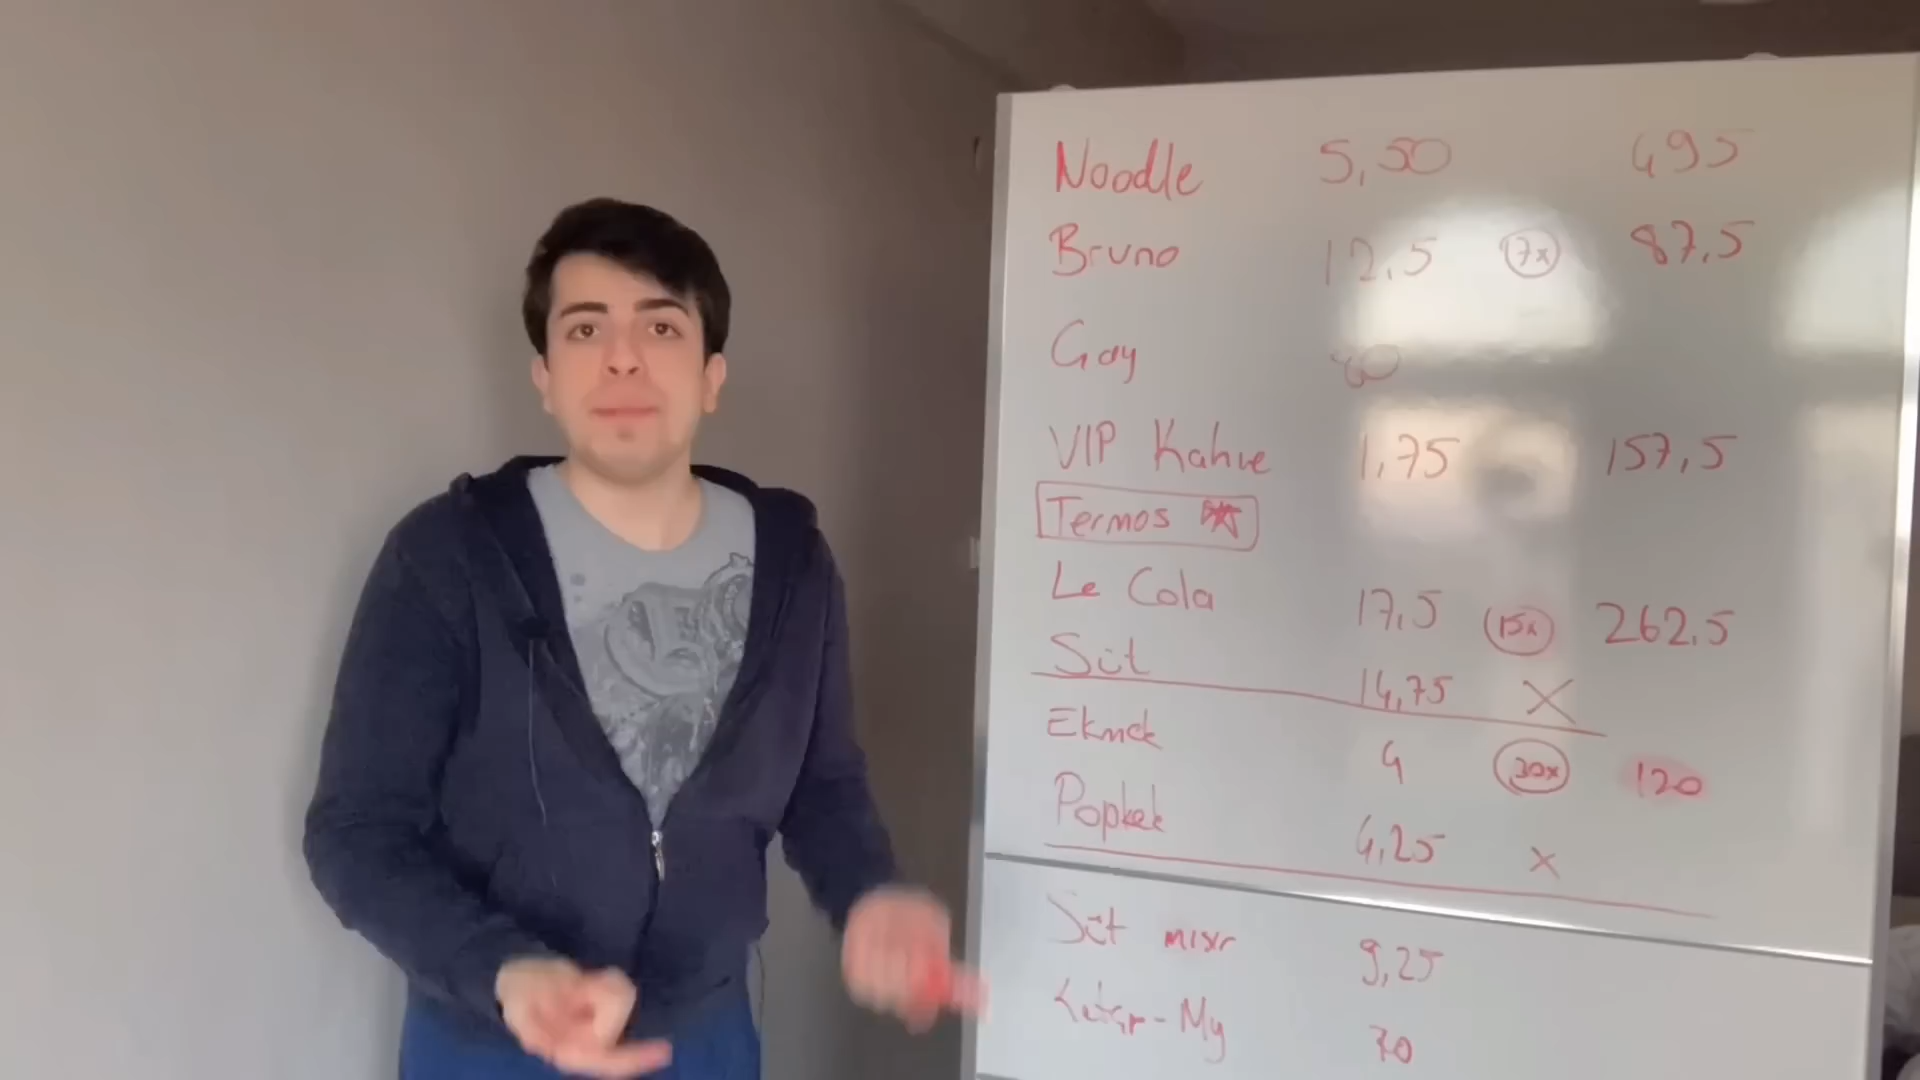 Noodle 5,50 495
Bruno 12,5 7x 87,5
Çay 80
VIP Kahve 1,75 157,5
Termos
Le Cola 17,5 15x 262,5
Süt 14,75 X
Ekmek 4 30x 120
Popkek 4,25 x
Süt mısır 9,25